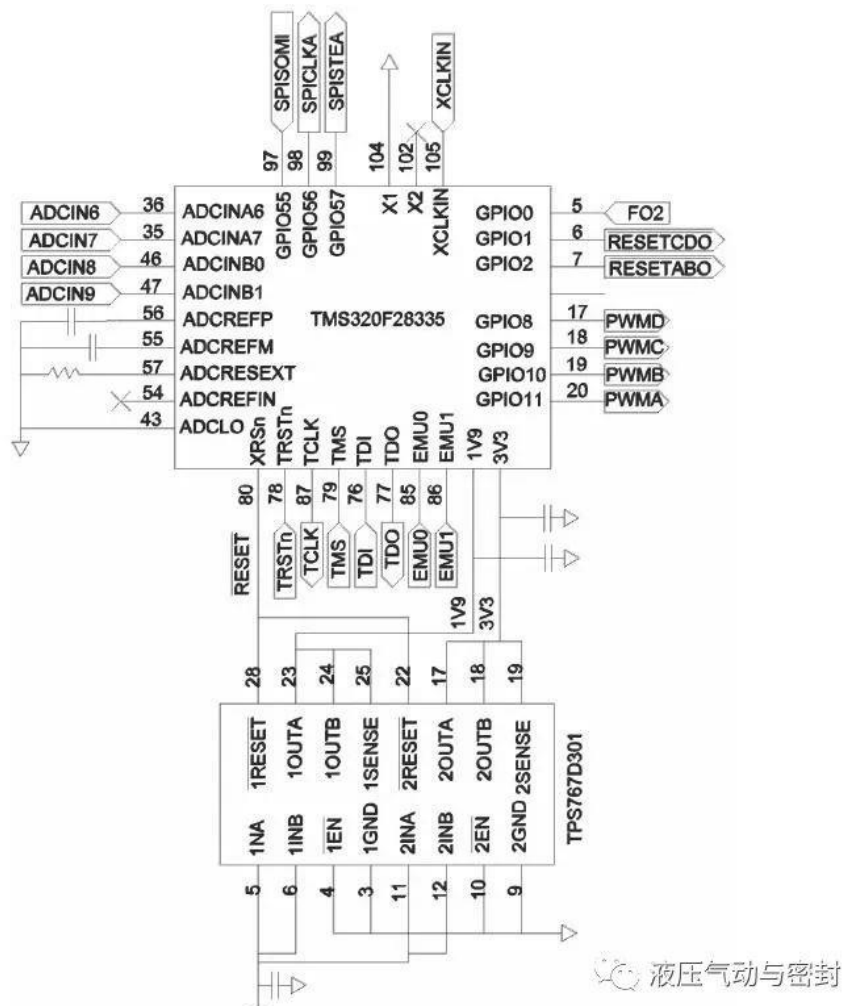 SPISOMI
SPICLKA
SPISTEA
XCLKIN
97
98
99
104
102
105
GPIO55
GPIO56
GPIO57
X1
X2
XCLKIN
ADCIN6 36 ADCINA6 GPIO0 5 FO2
ADCIN7 35 ADCINA7 GPIO1 6 RESETCDO
ADCIN8 46 ADCINB0 GPIO2 7 RESETABO
ADCIN9 47 ADCINB1
56 ADCREFP TMS320F28335 GPIO8 17 PWMD
55 ADCREFM GPIO9 18 PWMC
57 ADCRESEXT GPIO10 19 PWMB
54 ADCREFIN GPIO11 20 PWMA
43 ADCLO
XRSn
TRSTn
TCLK
TMS
TDI
TDO
EMU0
EMU1
1V9
3V3
80
78
87
79
76
77
85
86
RESET
TRSTn
TCLK
TMS
TDI
TDO
EMU0
EMU1
1V9
3V3
28
23
24
25
22
17
18
19
1RESET
1OUTA
1OUTB
1SENSE
2RESET
2OUTA
2OUTB
2SENSE
TPS767D301
1NA
1INB
1EN
1GND
2INA
2INB
2EN
2GND
5
6
4
3
11
12
10
9
液压气动与密封